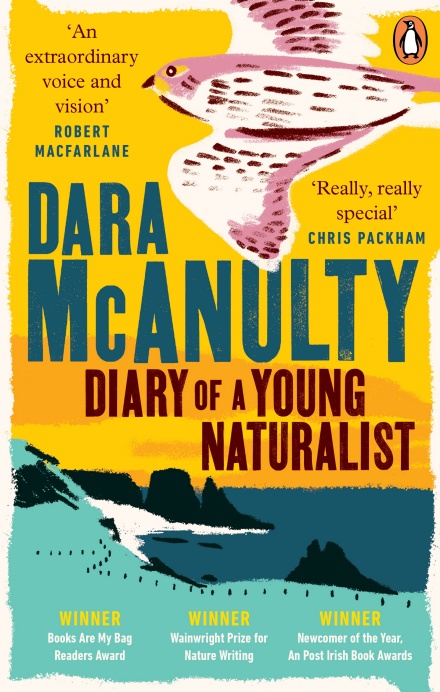 ‘An
extraordinary
voice and
vision’
ROBERT
MACFARLANE
‘Really, really
special’
CHRIS PACKHAM
DARA
McANULTY
DIARY OF A YOUNG
NATURALIST
WINNER
Books Are My Bag
Readers Award
WINNER
Wainwright Prize for
Nature Writing
WINNER
Newcomer of the Year,
An Post Irish Book Awards